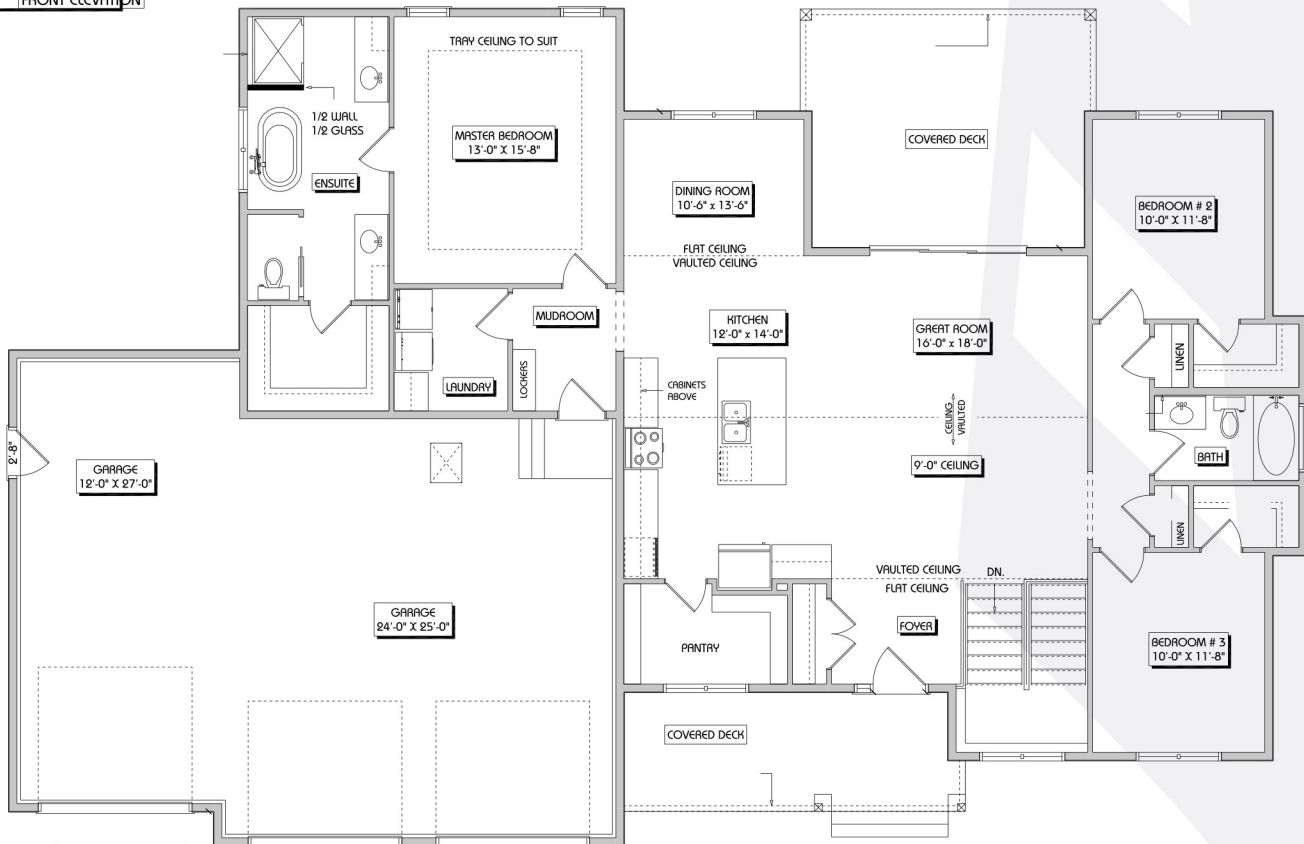 FRONT ELEVATION
TRAY CEILING TO SUIT
1/2 WALL
1/2 GLASS
MASTER BEDROOM
13'-0" X 15'-8"
COVERED DECK
ENSUITE
DINING ROOM
10'-6" x 13'-6"
BEDROOM # 2
10'-0" X 11'-8"
FLAT CEILING
VAULTED CEILING
MUDROOM
KITCHEN
12'-0" x 14'-0"
GREAT ROOM
16'-0" x 18'-0"
LINEN
LAUNDRY
LOCKERS
CABINETS
ABOVE
CEILING
VAULTED
2'-8"
GARAGE
12'-0" X 27'-0"
9'-0" CEILING
BATH
LINEN
VAULTED CEILING
FLAT CEILING
DN.
GARAGE
24'-0" X 25'-0"
FOYER
PANTRY
BEDROOM # 3
10'-0" X 11'-8"
COVERED DECK